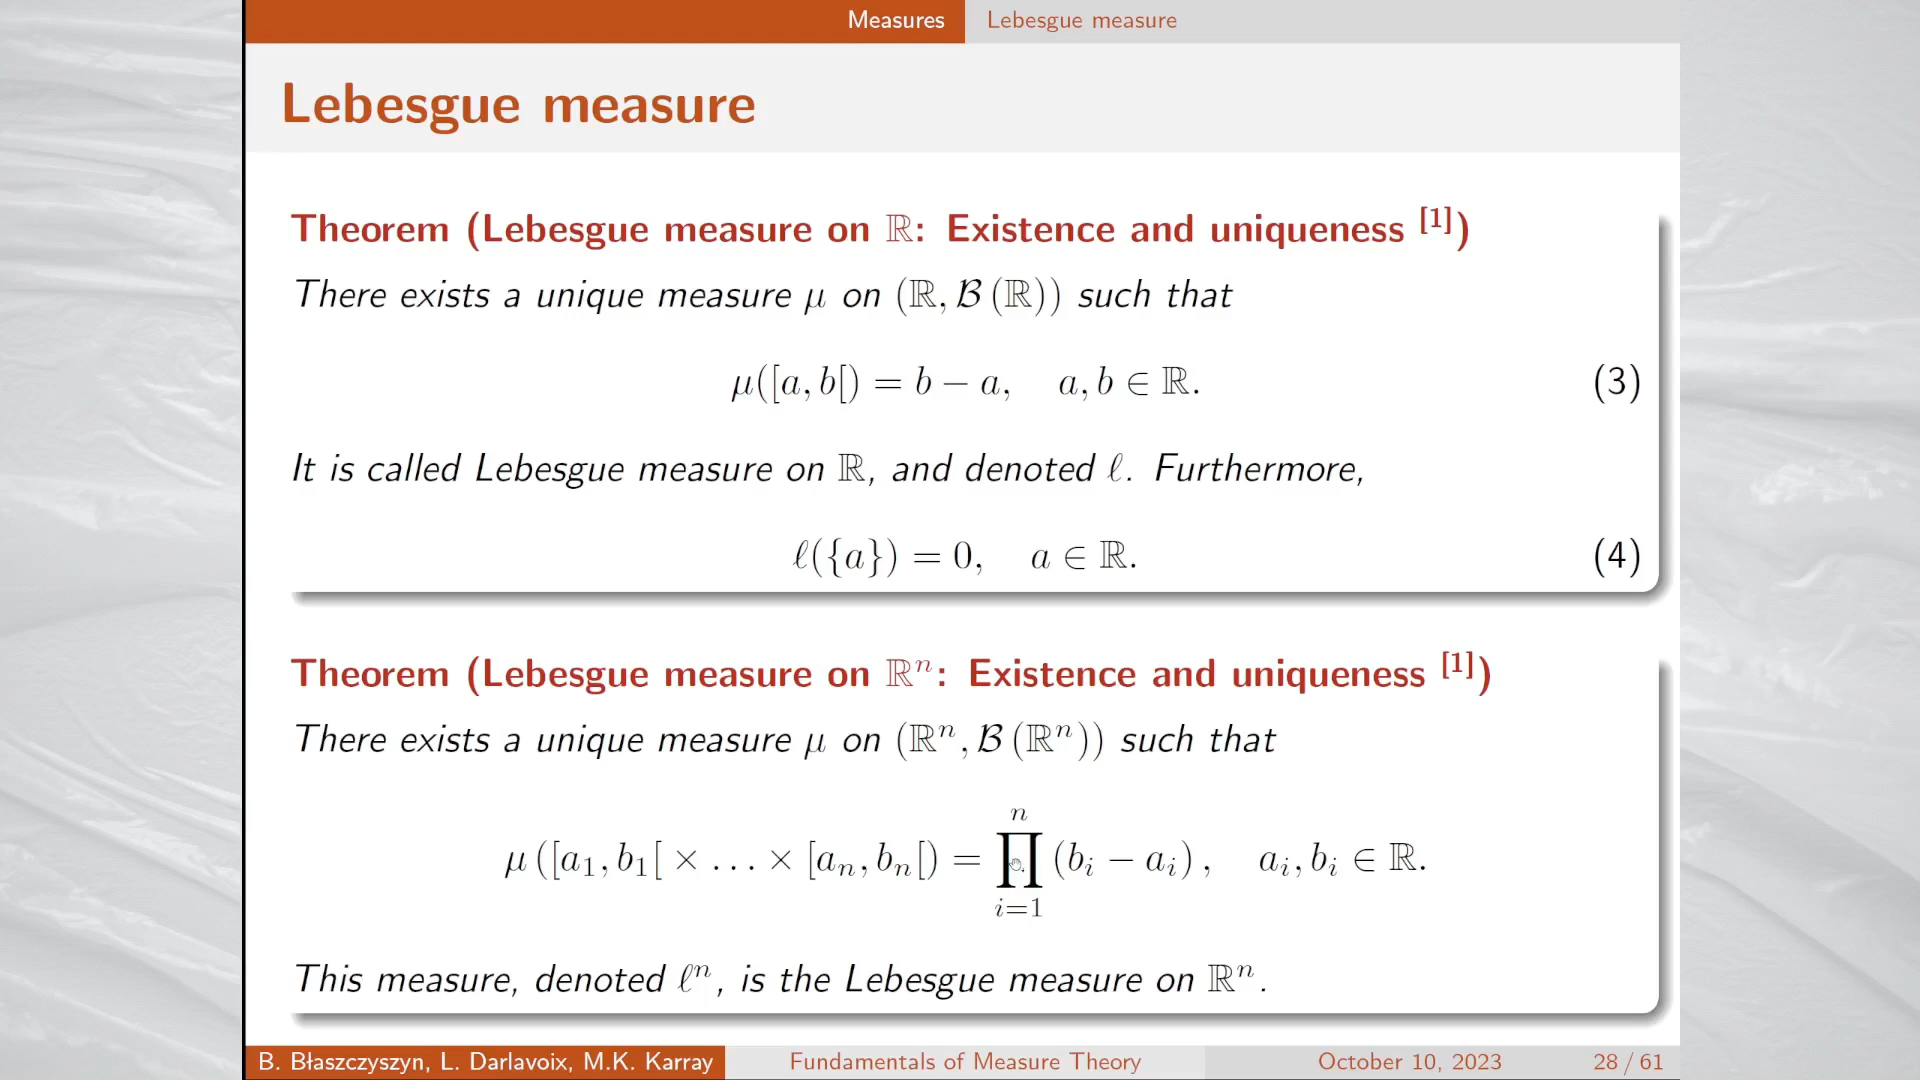 Measures Lebesgue measure
Lebesgue measure
Theorem (Lebesgue measure on ℝ: Existence and uniqueness [1])
There exists a unique measure μ on (ℝ, ℬ (ℝ)) such that
μ([a, b[) = b − a, a, b ∈ ℝ. (3)
It is called Lebesgue measure on ℝ, and denoted ℓ. Furthermore,
ℓ({a}) = 0, a ∈ ℝ. (4)
Theorem (Lebesgue measure on ℝⁿ: Existence and uniqueness [1])
There exists a unique measure μ on (ℝⁿ, ℬ (ℝⁿ)) such that
μ ([a₁, b₁[ × . . . × [aₙ, bₙ[) = ∏ᵢ₌₁ⁿ (bᵢ − aᵢ) , aᵢ, bᵢ ∈ ℝ.
This measure, denoted ℓⁿ, is the Lebesgue measure on ℝⁿ.
B. Błaszczyszyn, L. Darlavoix, M.K. Karray Fundamentals of Measure Theory October 10, 2023 28 / 61